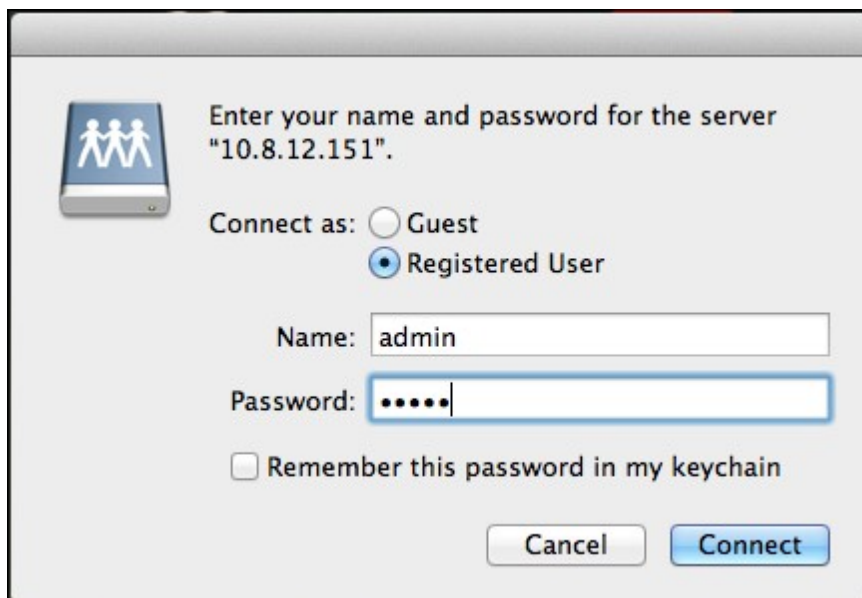 Enter your name and password for the server
“10.8.12.151”.
Connect as: Guest
Registered User
Name: admin
Password: •••••
Remember this password in my keychain
Cancel Connect